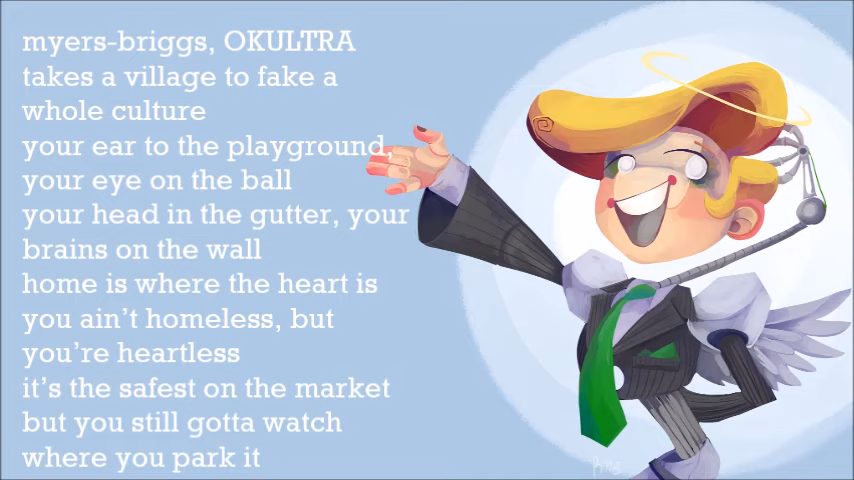 myers-briggs, OKULTRA
takes a village to fake a
whole culture
your ear to the playground,
your eye on the ball
your head in the gutter, your
brains on the wall
home is where the heart is
you ain't homeless, but
you're heartless
it's the safest on the market
but you still gotta watch
where you park it